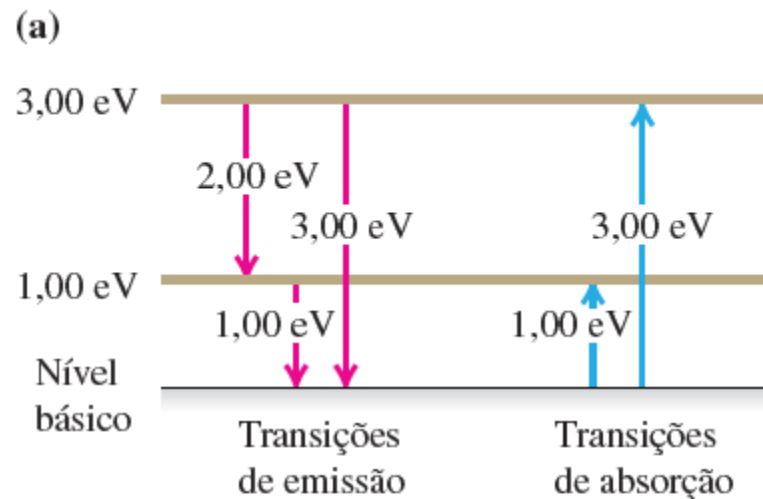 (a)
3,00 eV
2,00 eV
3,00 eV
3,00 eV
1,00 eV
1,00 eV
1,00 eV
Nível
básico
Transições
de emissão
Transições
de absorção